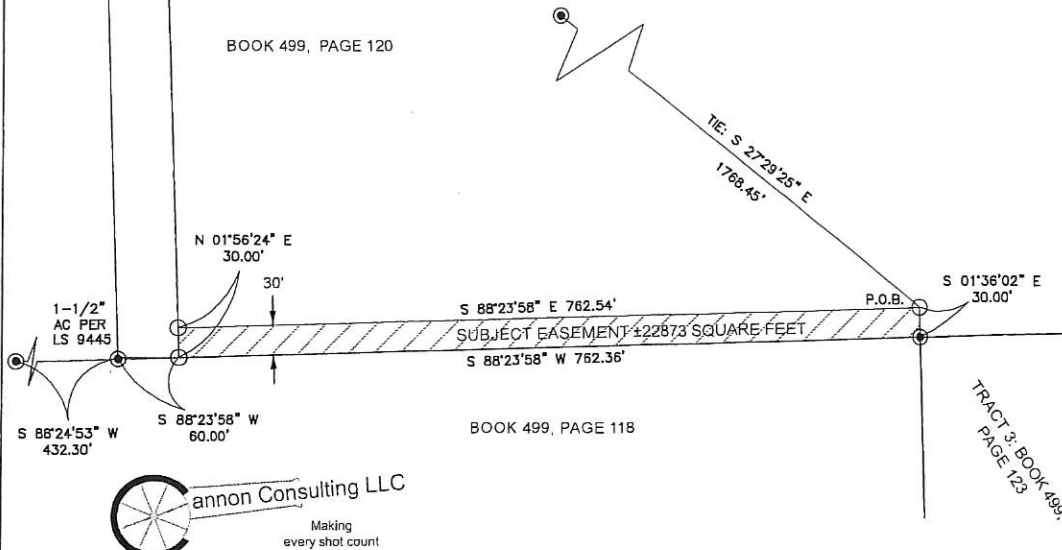 BOOK 499, PAGE 120
TIE: S 27°29'25" E
1768.45'
N 01°56'24" E
30.00'
30'
1-1/2"
AC PER
LS 9445
S 88°23'58" E 762.54'
P.O.B.
S 01°36'02" E
30.00'
SUBJECT EASEMENT ±22873 SQUARE FEET
S 88°23'58" W 762.36'
S 88°24'53" W
432.30'
S 88°23'58" W
60.00'
BOOK 499, PAGE 118
TRACT 3: BOOK 499,
PAGE 123
annon Consulting LLC
Making
every shot count